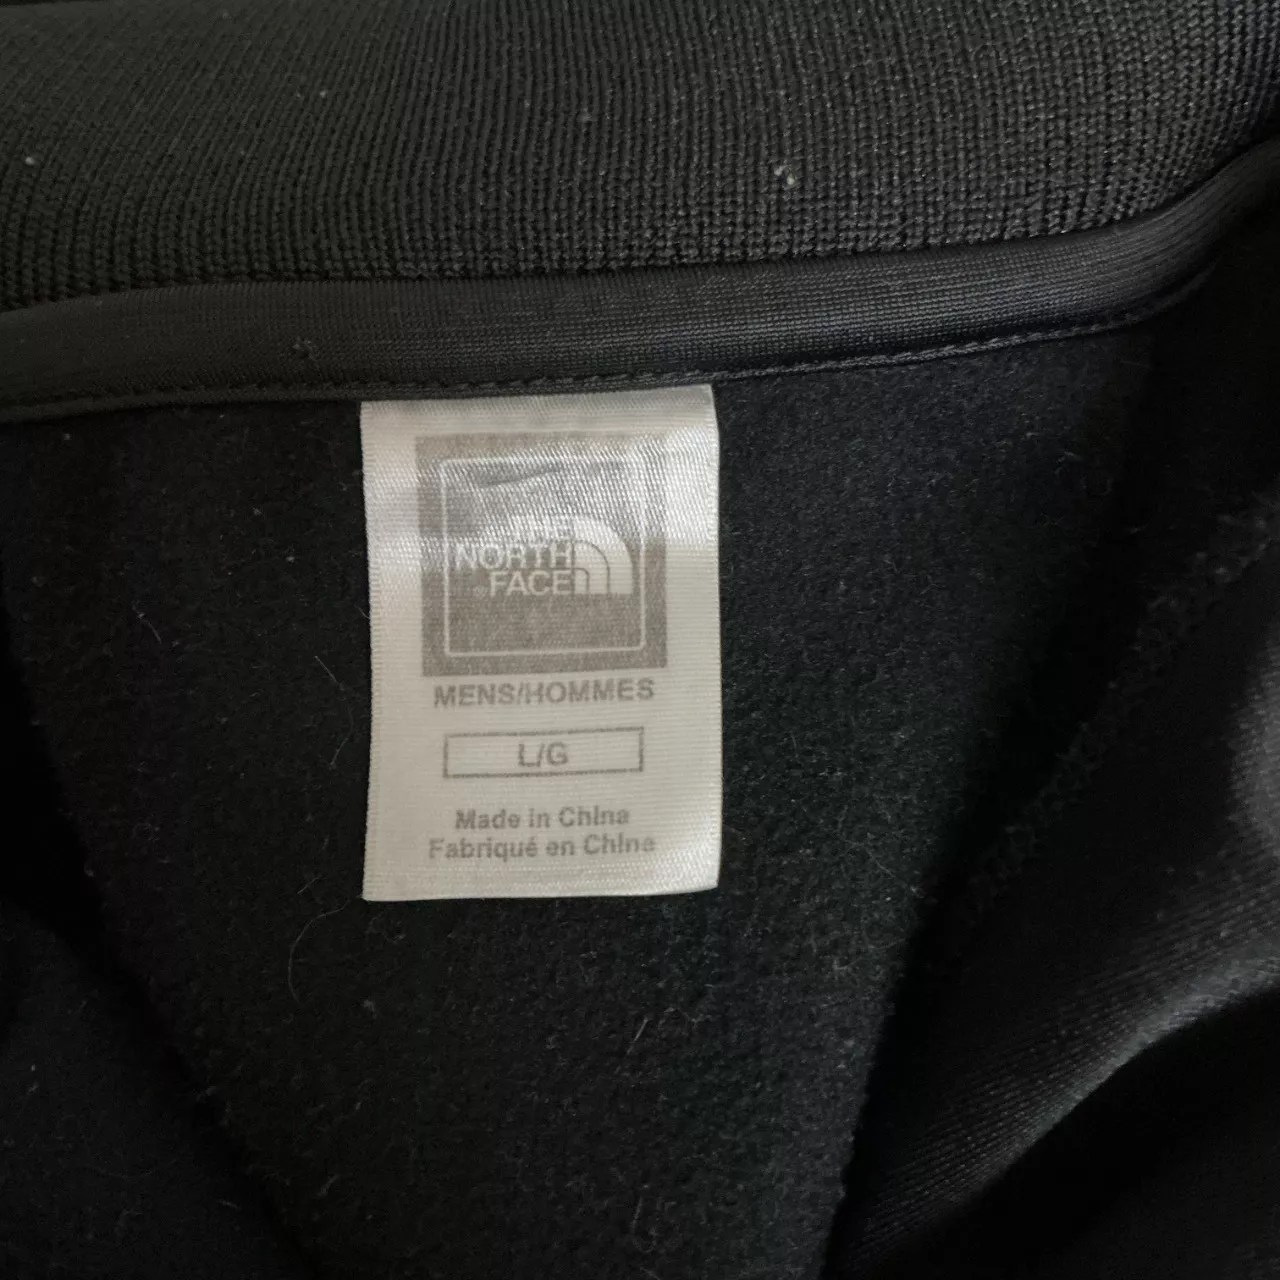 THE
NORTH
FACE
MENS/HOMMES
L/G
Made in China
Fabriqué en China